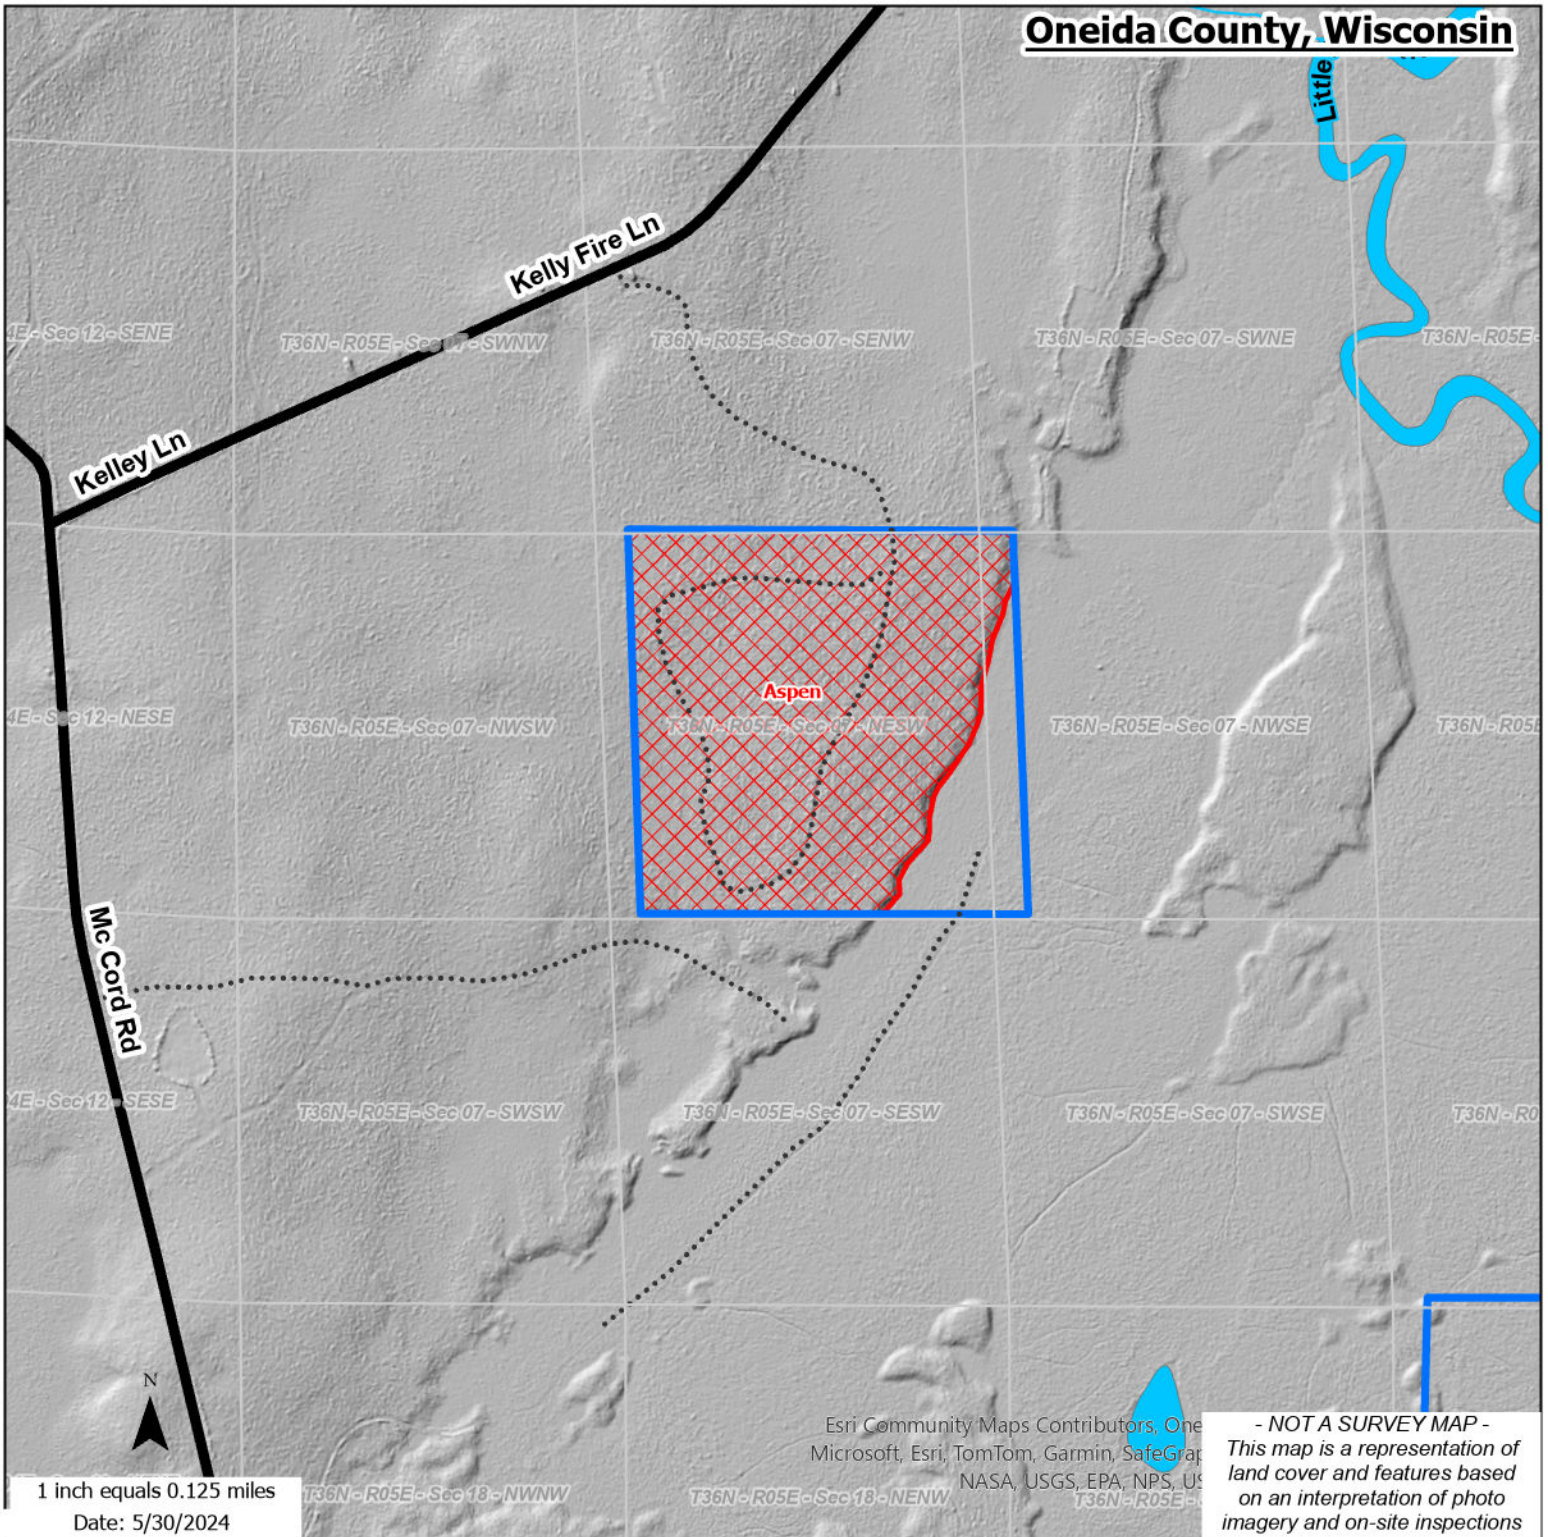 Oneida County, Wisconsin
Little
Kelly Fire Ln
4E - Sec 12 - SENE
T36N - R05E - Sec 07 - SWNW
T36N - R05E - Sec 07 - SENW
T36N - R05E - Sec 07 - SWNE
T36N - R05E -
Kelley Ln
Aspen
4E - Sec 12 - NESE
T36N - R05E - Sec 07 - NWSW
T36N - R05E - Sec 07 - NESW
T36N - R05E - Sec 07 - NWSE
T36N - R05E
Mc Cord Rd
4E - Sec 12 - SESE
T36N - R05E - Sec 07 - SWSW
T36N - R05E - Sec 07 - SESW
T36N - R05E - Sec 07 - SWSE
T36N - R0
N
Esri Community Maps Contributors, One
Microsoft, Esri, TomTom, Garmin, SafeGrap
NASA, USGS, EPA, NPS, US
T36N - R05E - Sec 18 - NWNW
T36N - R05E - Sec 18 - NENW
T36N - R05E -
1 inch equals 0.125 miles
Date: 5/30/2024
- NOT A SURVEY MAP -
This map is a representation of
land cover and features based
on an interpretation of photo
imagery and on-site inspections